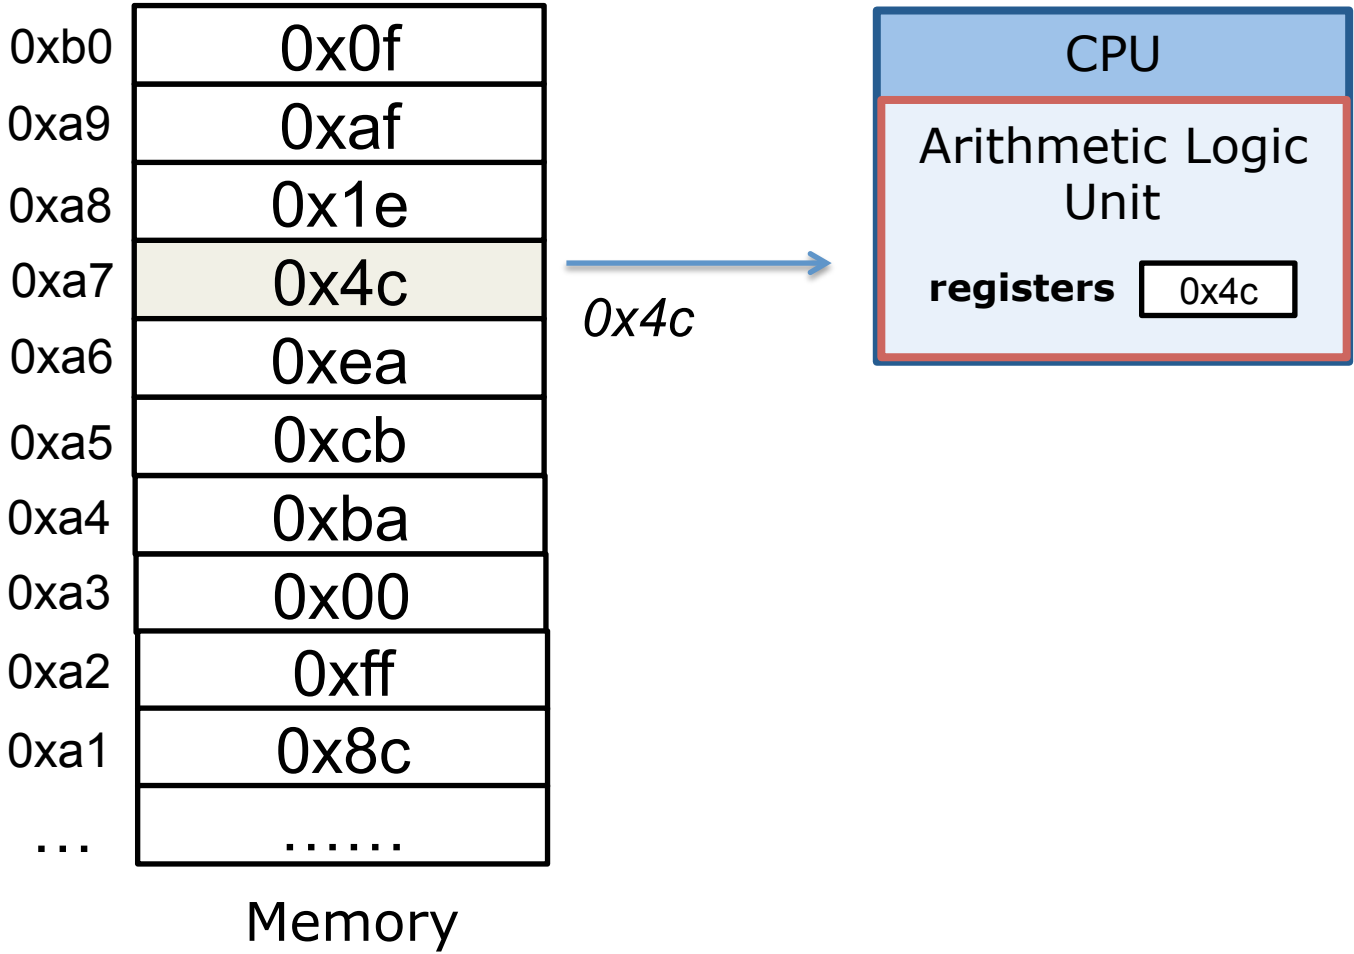 0xb0 0x0f
0xa9 0xaf
0xa8 0x1e
0xa7 0x4c
0xa6 0xea
0xa5 0xcb
0xa4 0xba
0xa3 0x00
0xa2 0xff
0xa1 0x8c
... ......
Memory
0x4c
CPU
Arithmetic Logic
Unit
registers 0x4c